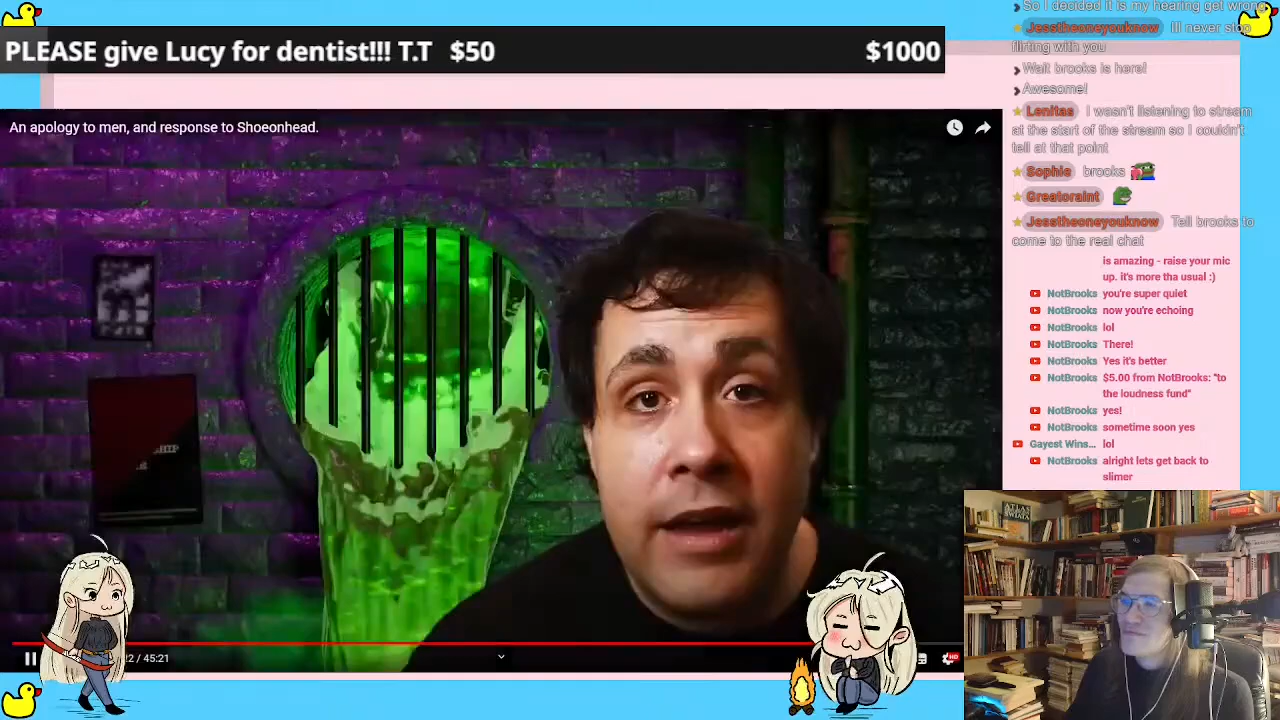 PLEASE give Lucy for dentist!!! T.T $50 $1000
An apology to men, and response to Shoeonhead.
/ 45:21
So I decided it is my hearing get wrong
Jesstheoneyouknow Ill never stop
flirting with you
Wait brooks is here!
Awesome!
Lenitas I wasn't listening to stream
at the start of the stream so I couldn't
tell at that point
Sophie brooks
Greatoraint
Jesstheoneyouknow Tell brooks to
come to the real chat
is amazing - raise your mic
up. it's more tha usual :)
NotBrooks you're super quiet
NotBrooks now you're echoing
NotBrooks lol
NotBrooks There!
NotBrooks Yes it's better
NotBrooks $5.00 from NotBrooks: "to
the loudness fund"
NotBrooks yes!
NotBrooks sometime soon yes
Gayest Wins... lol
NotBrooks alright lets get back to
slimer
HD